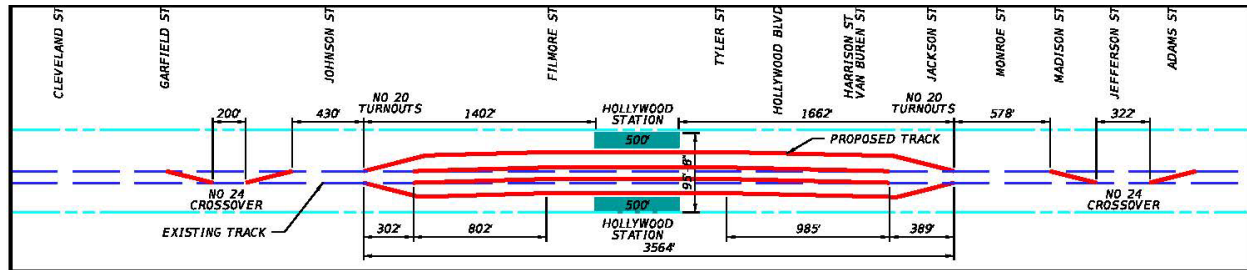 CLEVELAND ST
GARFIELD ST
JOHNSON ST
FILMORE ST
TYLER ST
HOLLYWOOD BLVD
HARRISON ST
VAN BUREN ST
JACKSON ST
MONROE ST
MADISON ST
JEFFERSON ST
ADAMS ST
200'
430'
NO 20
TURNOUTS
1402'
HOLLYWOOD
STATION
1662'
NO 20
TURNOUTS
578'
322'
500'
PROPOSED TRACK
95' 8"
NO 24
CROSSOVER
NO 24
CROSSOVER
500'
EXISTING TRACK
302'
802'
HOLLYWOOD
STATION
985'
389'
3564'